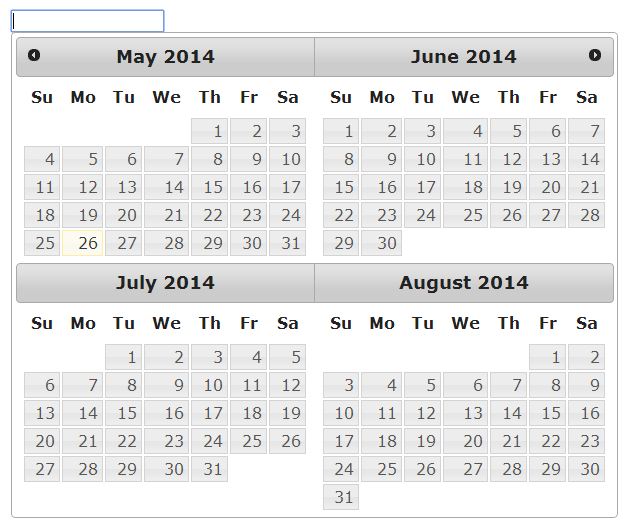 May 2014
Su Mo Tu We Th Fr Sa
1 2 3
4 5 6 7 8 9 10
11 12 13 14 15 16 17
18 19 20 21 22 23 24
25 26 27 28 29 30 31
June 2014
Su Mo Tu We Th Fr Sa
1 2 3 4 5 6 7
8 9 10 11 12 13 14
15 16 17 18 19 20 21
22 23 24 25 26 27 28
29 30
July 2014
Su Mo Tu We Th Fr Sa
1 2 3 4 5
6 7 8 9 10 11 12
13 14 15 16 17 18 19
20 21 22 23 24 25 26
27 28 29 30 31
August 2014
Su Mo Tu We Th Fr Sa
1 2
3 4 5 6 7 8 9
10 11 12 13 14 15 16
17 18 19 20 21 22 23
24 25 26 27 28 29 30
31